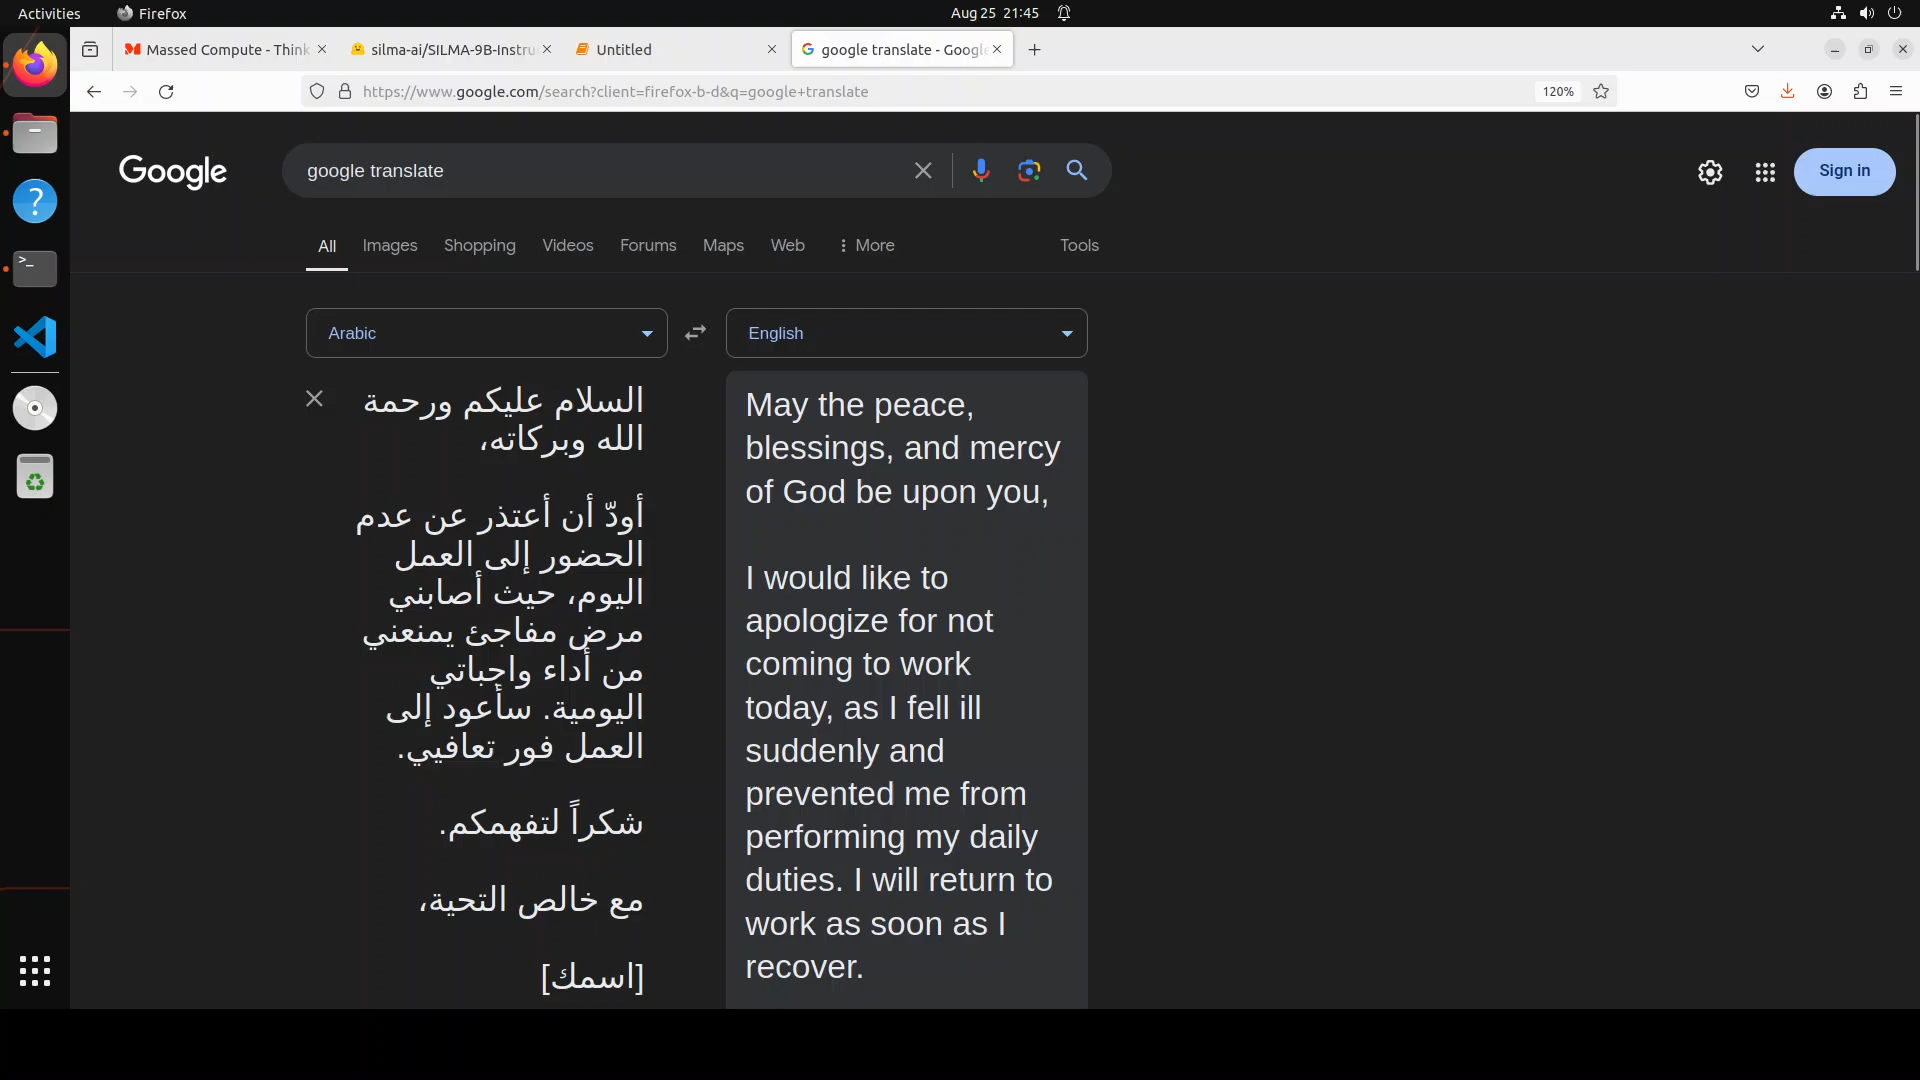 Activities
Firefox
Aug 25 21:45
Massed Compute - Think
silma-ai/SILMA-9B-Instru
Untitled
google translate - Google
https://www.google.com/search?client=firefox-b-d&q=google+translate
120%
Google
google translate
Sign in
All
Images
Shopping
Videos
Forums
Maps
Web
More
Tools
Arabic
English
السلام عليكم ورحمة
الله وبركاته،
أودّ أن أعتذر عن عدم
الحضور إلى العمل
اليوم، حيث أصابني
مرض مفاجئ يمنعني
من أداء واجباتي
اليومية. سأعود إلى
العمل فور تعافيي.
شكراً لتفهمكم.
مع خالص التحية،
[اسمك]
May the peace,
blessings, and mercy
of God be upon you,
I would like to
apologize for not
coming to work
today, as I fell ill
suddenly and
prevented me from
performing my daily
duties. I will return to
work as soon as I
recover.